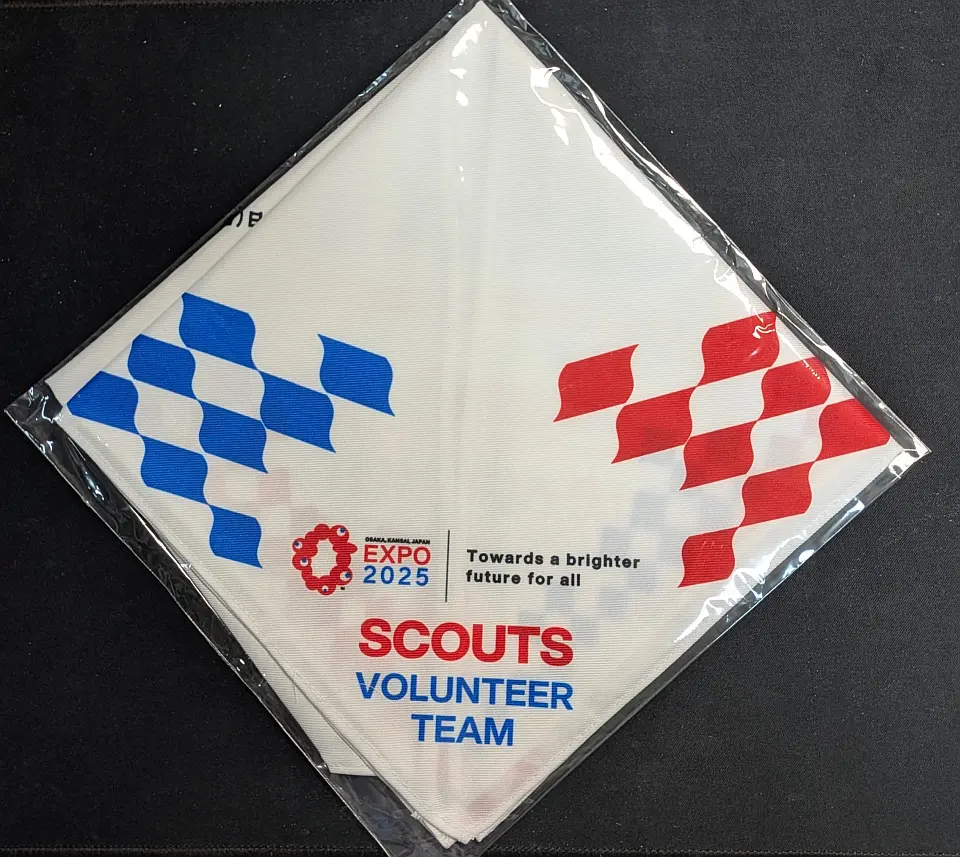 OSAKA, KANSAI, JAPAN
EXPO
2025
Towards a brighter
future for all
SCOUTS
VOLUNTEER
TEAM